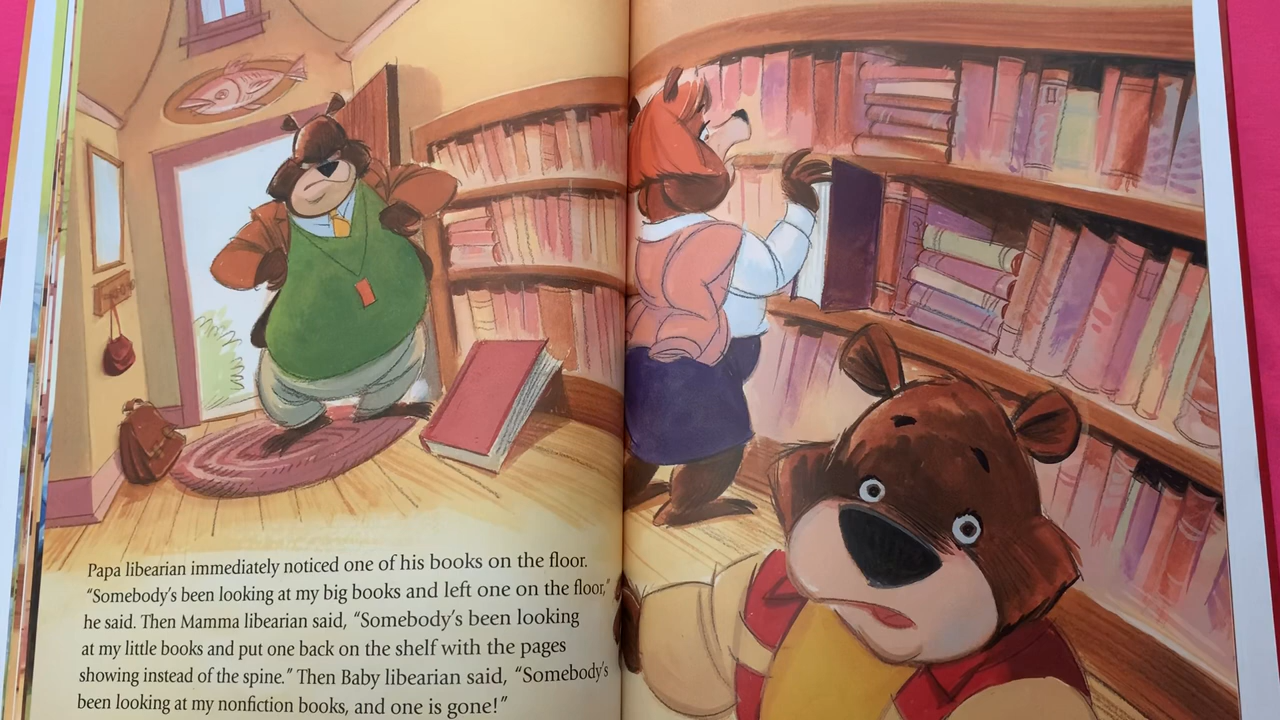 Papa libearian immediately noticed one of his books on the floor.
“Somebody’s been looking at my big books and left one on the floor,”
he said. Then Mamma libearian said, “Somebody’s been looking
at my little books and put one back on the shelf with the pages
showing instead of the spine.” Then Baby libearian said, “Somebody’s
been looking at my nonfiction books, and one is gone!”